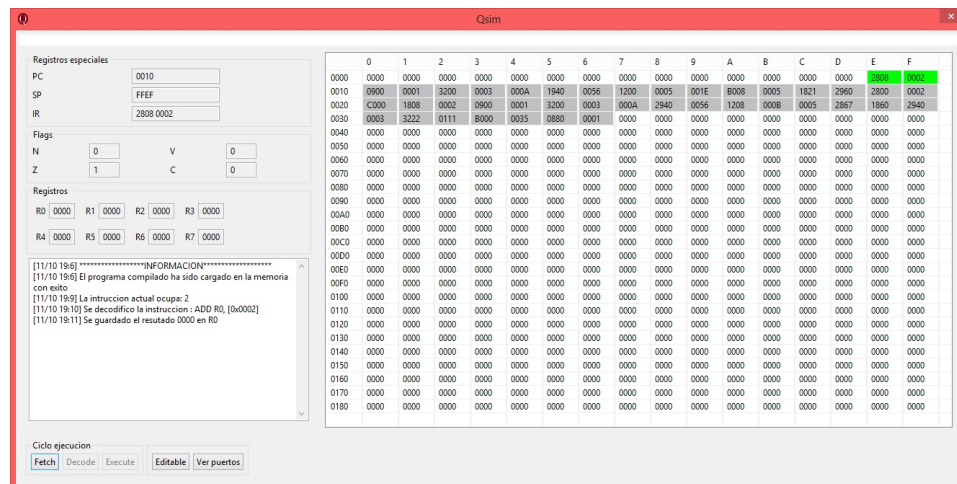 Qsim
Registros especiales
PC 0010
SP FFEF
IR 2808 0002
Flags
N 0 V 0
Z 1 C 0
Registros
R0 0000 R1 0000 R2 0000 R3 0000
R4 0000 R5 0000 R6 0000 R7 0000
[11/10 19:6] ******************INFORMACION*******************
[11/10 19:6] El programa compilado ha sido cargado en la memoria
con exito
[11/10 19:9] La intruccion actual ocupa: 2
[11/10 19:10] Se decodifico la instruccion : ADD R0, [0x0002]
[11/10 19:11] Se guardado el resutado 0000 en R0
Ciclo ejecucion
Fetch Decode Execute Editable Ver puertos
0 1 2 3 4 5 6 7 8 9 A B C D E F
0000 0000 0000 0000 0000 0000 0000 0000 0000 0000 0000 0000 0000 0000 0000 2808 0002
0010 0900 0001 3200 0003 000A 1940 0056 1200 0005 001E B008 0005 1821 2960 2800 0002
0020 C000 1808 0002 0900 0001 3200 0003 000A 2940 0056 1208 000B 0005 2867 1860 2940
0030 0003 3222 0111 B000 0035 0880 0001 0000 0000 0000 0000 0000 0000 0000 0000 0000
0040 0000 0000 0000 0000 0000 0000 0000 0000 0000 0000 0000 0000 0000 0000 0000 0000
0050 0000 0000 0000 0000 0000 0000 0000 0000 0000 0000 0000 0000 0000 0000 0000 0000
0060 0000 0000 0000 0000 0000 0000 0000 0000 0000 0000 0000 0000 0000 0000 0000 0000
0070 0000 0000 0000 0000 0000 0000 0000 0000 0000 0000 0000 0000 0000 0000 0000 0000
0080 0000 0000 0000 0000 0000 0000 0000 0000 0000 0000 0000 0000 0000 0000 0000 0000
0090 0000 0000 0000 0000 0000 0000 0000 0000 0000 0000 0000 0000 0000 0000 0000 0000
00A0 0000 0000 0000 0000 0000 0000 0000 0000 0000 0000 0000 0000 0000 0000 0000 0000
00B0 0000 0000 0000 0000 0000 0000 0000 0000 0000 0000 0000 0000 0000 0000 0000 0000
00C0 0000 0000 0000 0000 0000 0000 0000 0000 0000 0000 0000 0000 0000 0000 0000 0000
00D0 0000 0000 0000 0000 0000 0000 0000 0000 0000 0000 0000 0000 0000 0000 0000 0000
00E0 0000 0000 0000 0000 0000 0000 0000 0000 0000 0000 0000 0000 0000 0000 0000 0000
00F0 0000 0000 0000 0000 0000 0000 0000 0000 0000 0000 0000 0000 0000 0000 0000 0000
0100 0000 0000 0000 0000 0000 0000 0000 0000 0000 0000 0000 0000 0000 0000 0000 0000
0110 0000 0000 0000 0000 0000 0000 0000 0000 0000 0000 0000 0000 0000 0000 0000 0000
0120 0000 0000 0000 0000 0000 0000 0000 0000 0000 0000 0000 0000 0000 0000 0000 0000
0130 0000 0000 0000 0000 0000 0000 0000 0000 0000 0000 0000 0000 0000 0000 0000 0000
0140 0000 0000 0000 0000 0000 0000 0000 0000 0000 0000 0000 0000 0000 0000 0000 0000
0150 0000 0000 0000 0000 0000 0000 0000 0000 0000 0000 0000 0000 0000 0000 0000 0000
0160 0000 0000 0000 0000 0000 0000 0000 0000 0000 0000 0000 0000 0000 0000 0000 0000
0170 0000 0000 0000 0000 0000 0000 0000 0000 0000 0000 0000 0000 0000 0000 0000 0000
0180 0000 0000 0000 0000 0000 0000 0000 0000 0000 0000 0000 0000 0000 0000 0000 0000